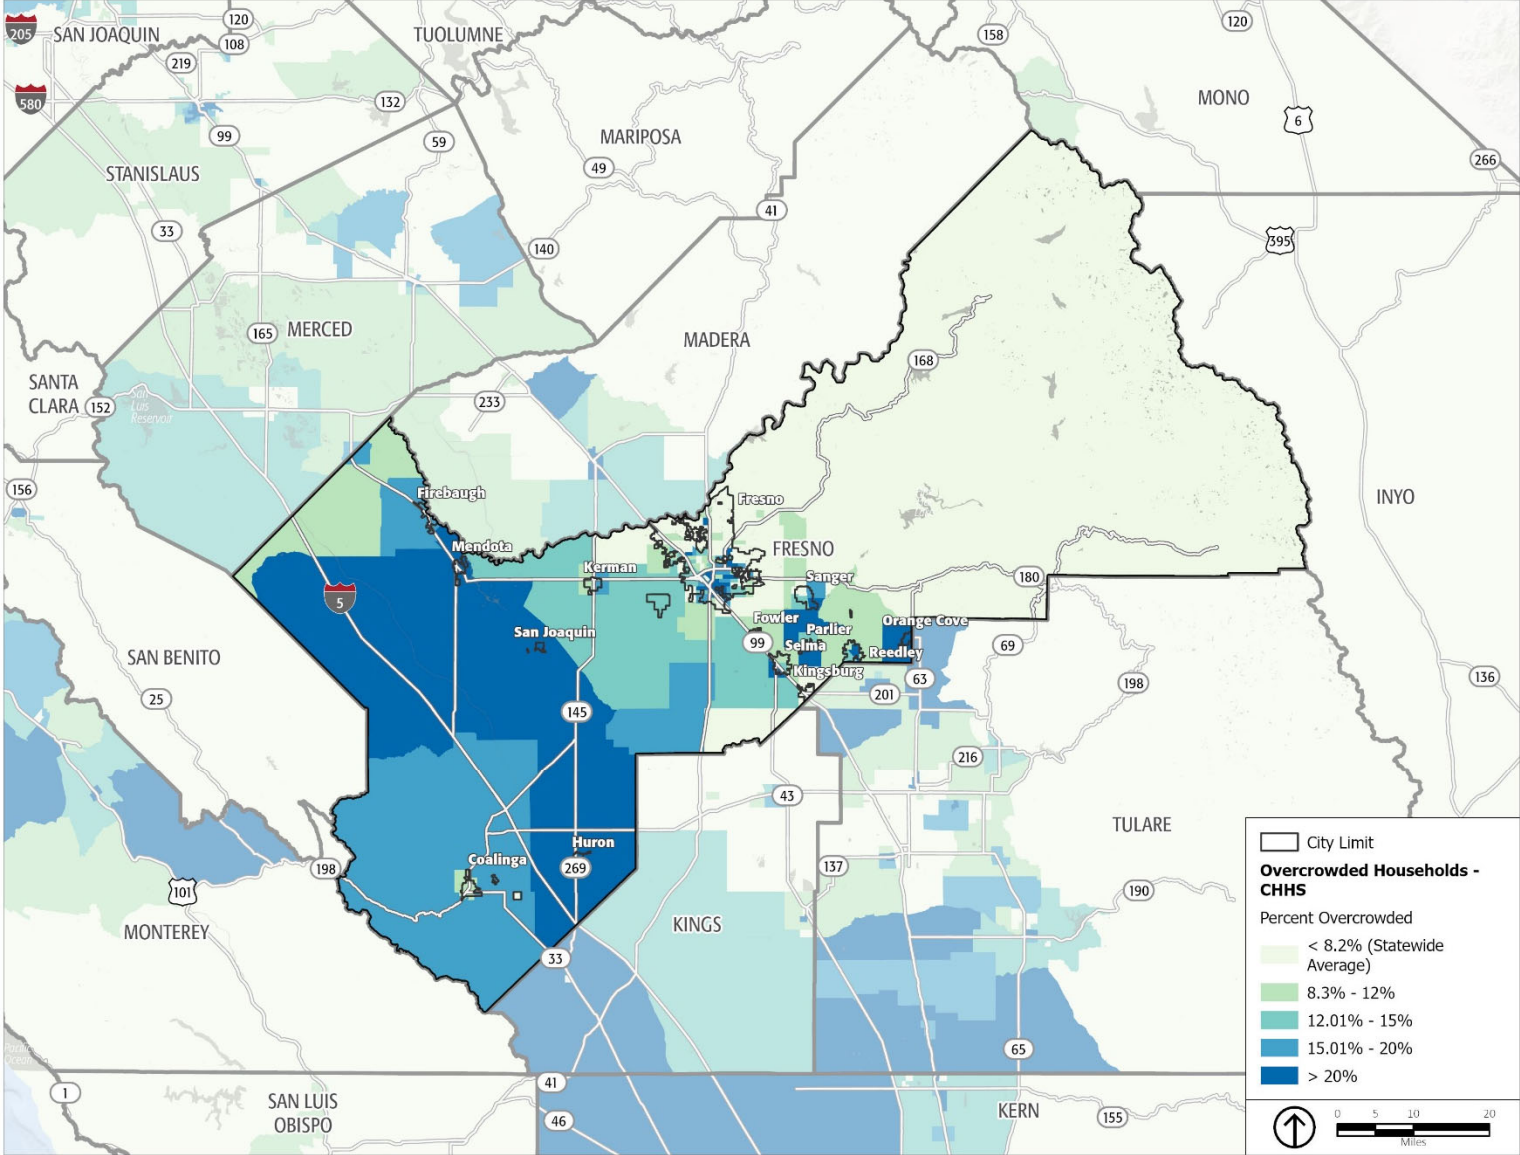 205
SAN JOAQUIN
120
108
TUOLUMNE
158
120
219
580
132
99
59
MARIPOSA
MONO
6
49
266
STANISLAUS
33
41
395
140
165
MERCED
MADERA
168
SANTA
CLARA
152
San
Luis
Reservoir
233
156
Firebaugh
Fresno
INYO
Mendota
FRESNO
Kerman
Sanger
180
5
San Joaquin
Fowler
Parlier
Orange Cove
99
Selma
Reedley
69
SAN BENITO
Kingsburg
63
198
136
25
201
145
216
43
TULARE
Huron
Coalinga
198
269
137
101
190
MONTEREY
KINGS
33
65
41
1
SAN LUIS
OBISPO
46
KERN
155
City Limit
Overcrowded Households -
CHHS
Percent Overcrowded
< 8.2% (Statewide
Average)
8.3% - 12%
12.01% - 15%
15.01% - 20%
> 20%
0 5 10 20
Miles